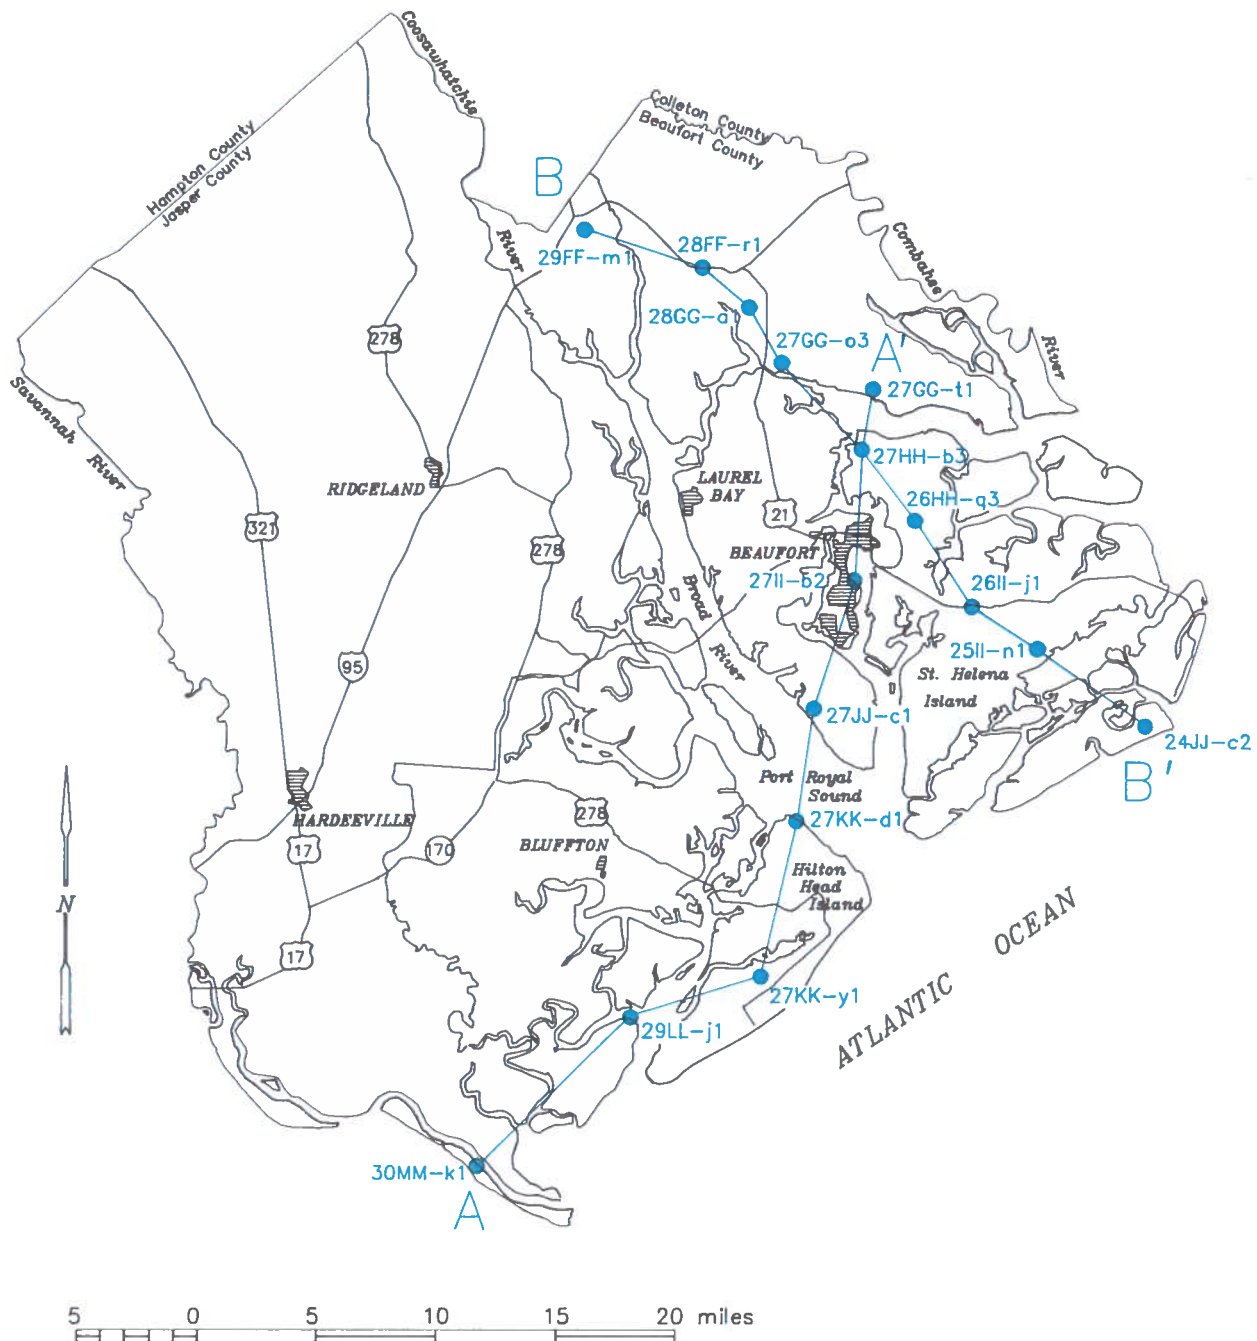 Coosawhatchie
River
Colleton County
Beaufort County
Hampton County
Jasper County
B
29FF-m1
28FF-r1
28GG-a
27GG-o3
A'
27GG-t1
Combahee
River
278
Savannah
River
27HH-b3
LAUREL
BAY
RIDGELAND
26HH-q3
321
21
278
BEAUFORT
27II-b2
26II-j1
Broad
River
25II-n1
95
St. Helena
Island
27JJ-c1
24JJ-c2
B'
Port Royal
Sound
27KK-d1
HARDEEVILLE
278
BLUFFTON
17
170
Hilton
Head
Island
N
17
ATLANTIC OCEAN
27KK-y1
29LL-j1
30MM-k1
A
5 0 5 10 15 20 miles